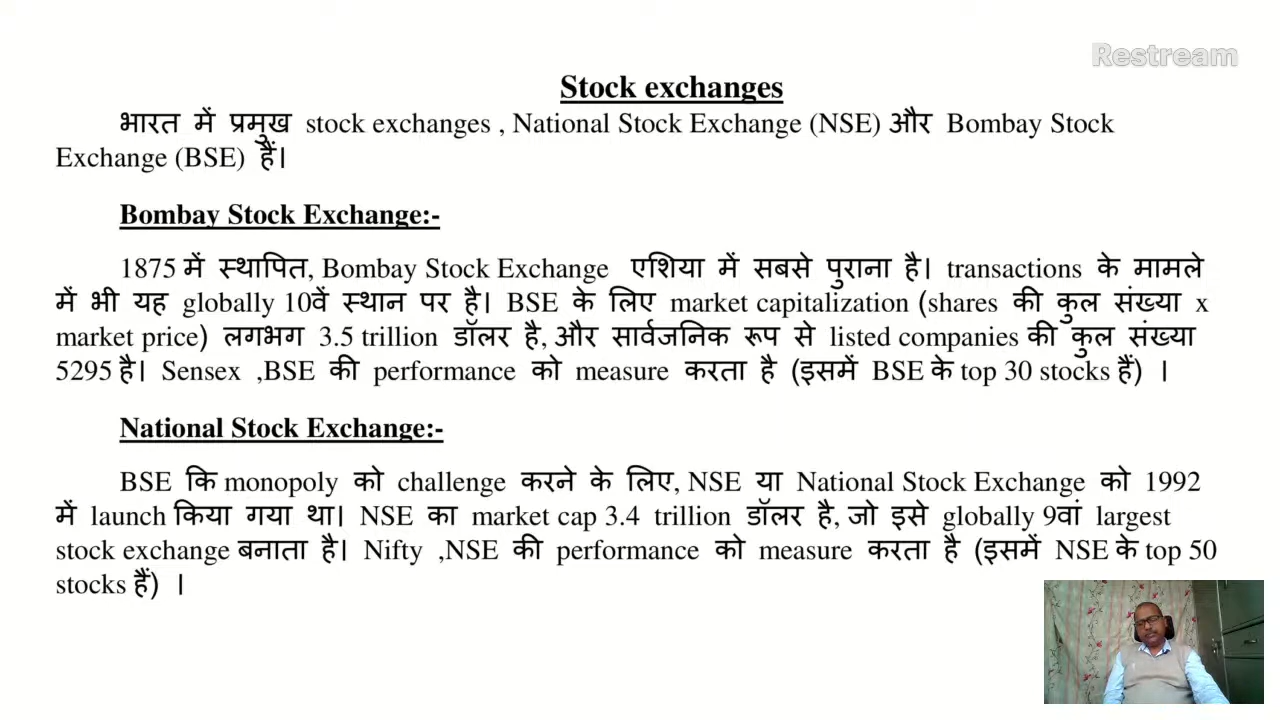 Restream
Stock exchanges
भारत में प्रमुख stock exchanges , National Stock Exchange (NSE) और Bombay Stock
Exchange (BSE) हैं।
Bombay Stock Exchange:-
1875 में स्थापित, Bombay Stock Exchange एशिया में सबसे पुराना है। transactions के मामले
में भी यह globally 10वें स्थान पर है। BSE के लिए market capitalization (shares की कुल संख्या x
market price) लगभग 3.5 trillion डॉलर है, और सार्वजनिक रूप से listed companies की कुल संख्या
5295 है। Sensex ,BSE की performance को measure करता है (इसमें BSE के top 30 stocks हैं) ।
National Stock Exchange:-
BSE कि monopoly को challenge करने के लिए, NSE या National Stock Exchange को 1992
में launch किया गया था। NSE का market cap 3.4 trillion डॉलर है, जो इसे globally 9वां largest
stock exchange बनाता है। Nifty ,NSE की performance को measure करता है (इसमें NSE के top 50
stocks हैं) ।